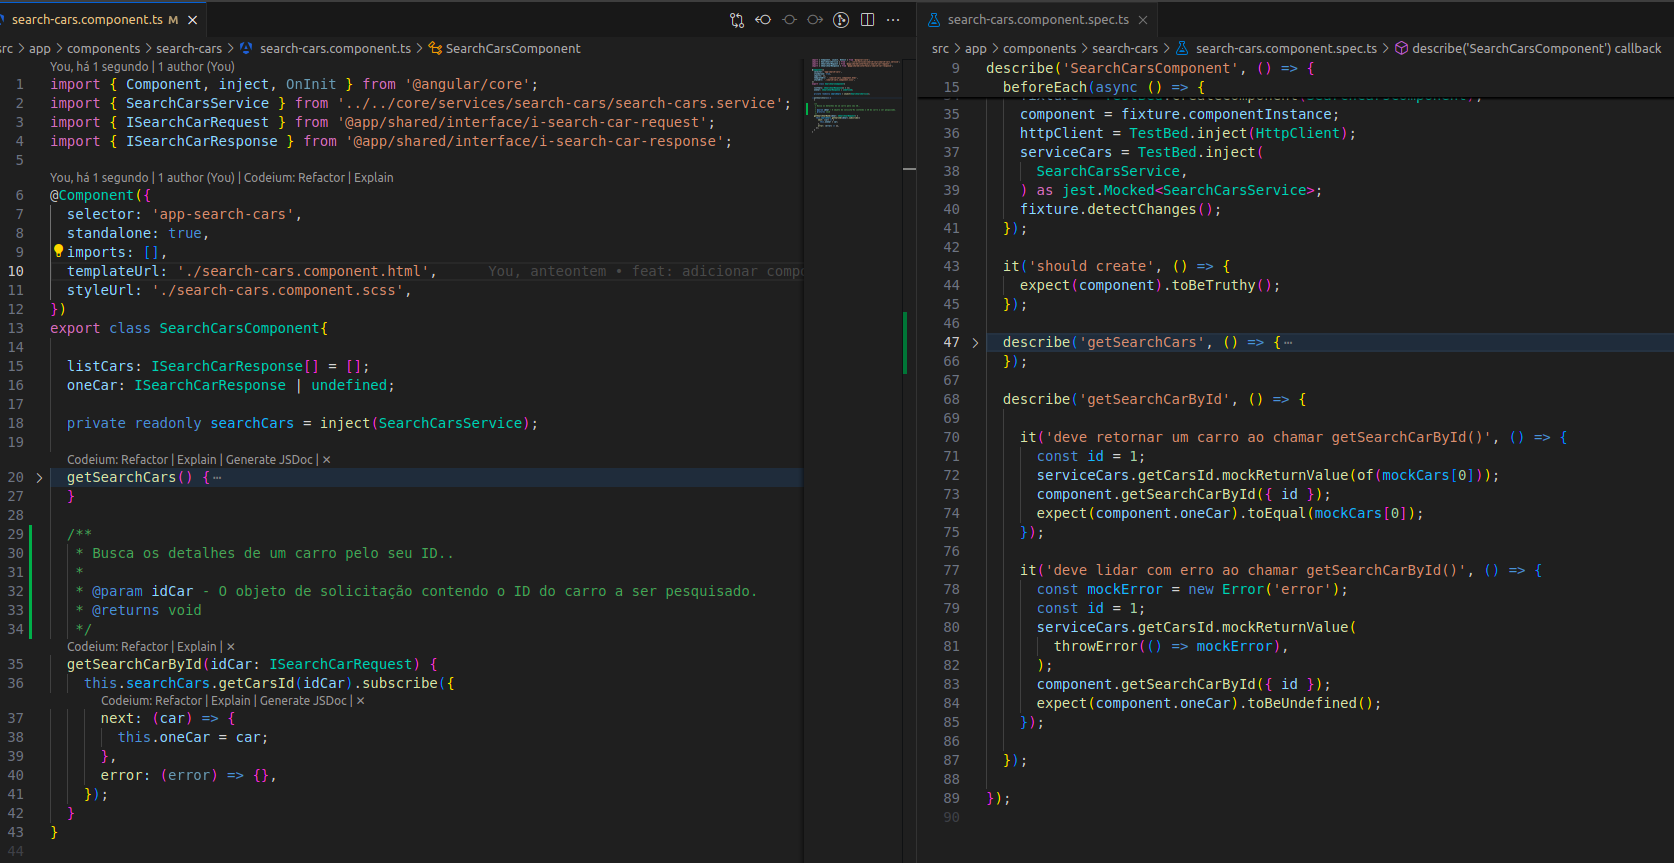 search-cars.component.ts M
src > app > components > search-cars > search-cars.component.ts > SearchCarsComponent
You, há 1 segundo | 1 author (You)
1 import { Component, inject, OnInit } from '@angular/core';
2 import { SearchCarsService } from '../../core/services/search-cars/search-cars.service';
3 import { ISearchCarRequest } from '@app/shared/interface/i-search-car-request';
4 import { ISearchCarResponse } from '@app/shared/interface/i-search-car-response';
5
You, há 1 segundo | 1 author (You) | Codeium: Refactor | Explain
6 @Component({
7 selector: 'app-search-cars',
8 standalone: true,
9 imports: [],
10 templateUrl: './search-cars.component.html', You, anteontem • feat: adicionar compo
11 styleUrl: './search-cars.component.scss',
12 })
13 export class SearchCarsComponent{
14
15 listCars: ISearchCarResponse[] = [];
16 oneCar: ISearchCarResponse | undefined;
17
18 private readonly searchCars = inject(SearchCarsService);
19
Codeium: Refactor | Explain | Generate JSDoc | ×
20 getSearchCars() {⋯
27 }
28
29 /**
30 * Busca os detalhes de um carro pelo seu ID..
31 *
32 * @param idCar - O objeto de solicitação contendo o ID do carro a ser pesquisado.
33 * @returns void
34 */
Codeium: Refactor | Explain | ×
35 getSearchCarById(idCar: ISearchCarRequest) {
36 this.searchCars.getCarsId(idCar).subscribe({
Codeium: Refactor | Explain | Generate JSDoc | ×
37 next: (car) => {
38 this.oneCar = car;
39 },
40 error: (error) => {},
41 });
42 }
43 }
44
search-cars.component.spec.ts
src > app > components > search-cars > search-cars.component.spec.ts > describe('SearchCarsComponent') callback
9 describe('SearchCarsComponent', () => {
15 beforeEach(async () => {
34 fixture = TestBed.createComponent(SearchCarsComponent);
35 component = fixture.componentInstance;
36 httpClient = TestBed.inject(HttpClient);
37 serviceCars = TestBed.inject(
38 SearchCarsService,
39 ) as jest.Mocked<SearchCarsService>;
40 fixture.detectChanges();
41 });
42
43 it('should create', () => {
44 expect(component).toBeTruthy();
45 });
46
47 describe('getSearchCars', () => {⋯
66 });
67
68 describe('getSearchCarById', () => {
69
70 it('deve retornar um carro ao chamar getSearchCarById()', () => {
71 const id = 1;
72 serviceCars.getCarsId.mockReturnValue(of(mockCars[0]));
73 component.getSearchCarById({ id });
74 expect(component.oneCar).toEqual(mockCars[0]);
75 });
76
77 it('deve lidar com erro ao chamar getSearchCarById()', () => {
78 const mockError = new Error('error');
79 const id = 1;
80 serviceCars.getCarsId.mockReturnValue(
81 throwError(() => mockError),
82 );
83 component.getSearchCarById({ id });
84 expect(component.oneCar).toBeUndefined();
85 });
86
87 });
88
89 });
90